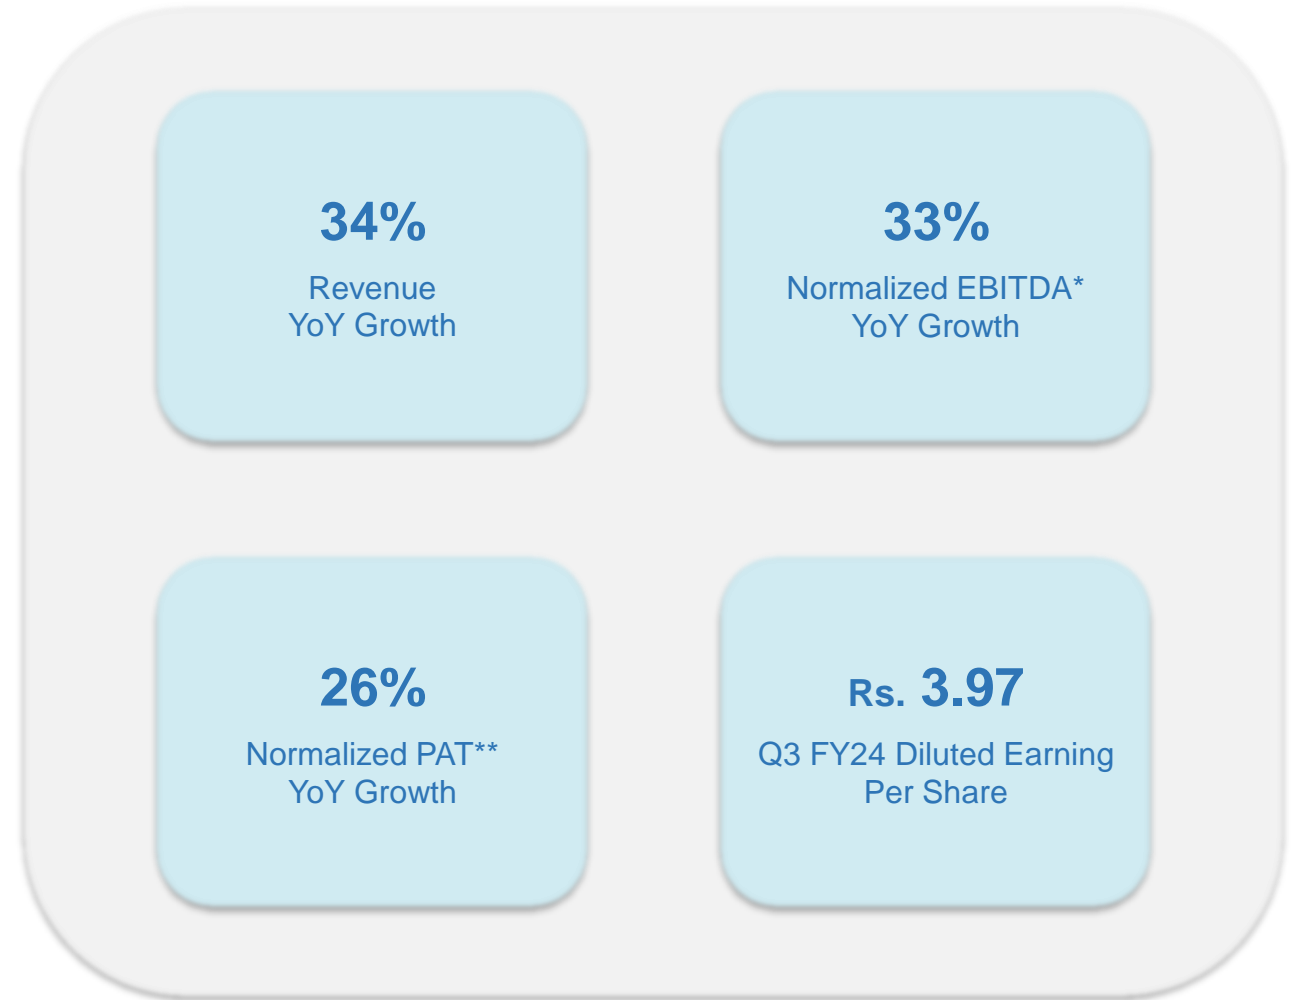 34%
Revenue
YoY Growth
33%
Normalized EBITDA*
YoY Growth
26%
Normalized PAT**
YoY Growth
Rs. 3.97
Q3 FY24 Diluted Earning
Per Share